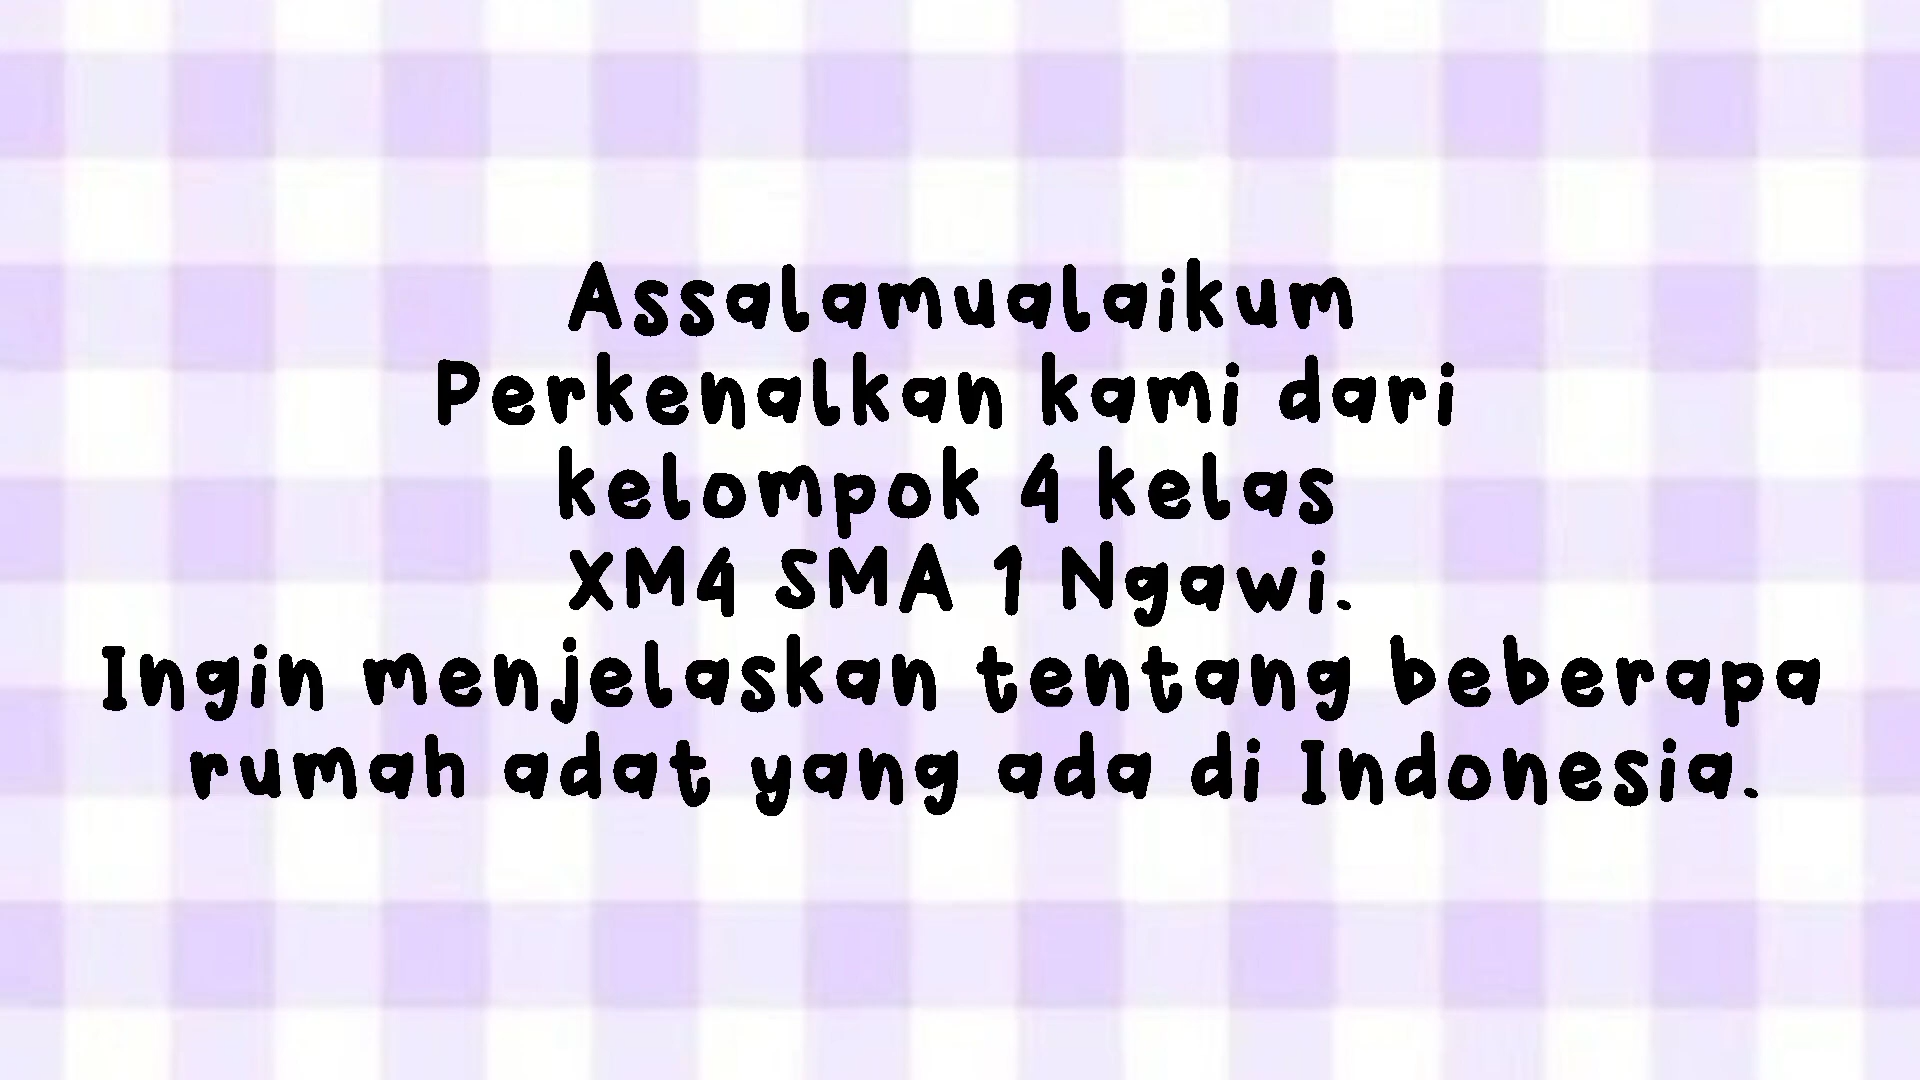 Assalamualaikum
Perkenalkan kami dari
kelompok 4 kelas
XM4 SMA 1 Ngawi.
Ingin menjelaskan tentang beberapa
rumah adat yang ada di Indonesia.